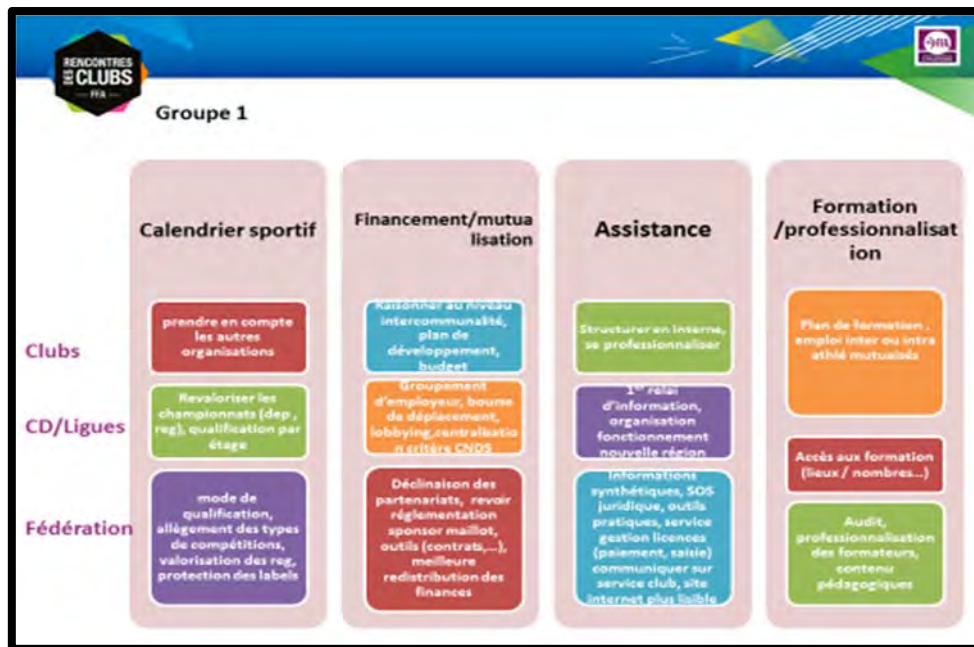 RENCONTRES
DES CLUBS
FFA
Groupe 1
Calendrier sportif
prendre en compte
les autres
organisations
Revaloriser les
championnats (dep ,
reg), qualification par
étage
mode de
qualification,
allègement des types
de compétitions,
valorisation des reg,
protection des labels
Financement/mutua
lisation
Raisonner au niveau
intercommunalité,
plan de
développement,
budget
Groupement
d'employeur, bourse
de déplacement,
lobbying,centralisatio
n critère CNDS
Déclinaison des
partenariats, revoir
réglementation
sponsor maillot,
outils (contrats,...),
meilleure
redistribution des
finances
Assistance
Structurer en interne,
se professionnaliser
1er relai
d'information,
organisation
fonctionnement
nouvelle région
Informations
synthétiques, SOS
juridique, outils
pratiques, service
gestion licences
(paiement, saisie)
communiquer sur
service club, site
internet plus lisible
Formation
/professionnalisat
ion
Plan de formation ,
emploi inter ou intra
athlé mutualisés
Accès aux formation
(lieux / nombres...)
Audit,
professionnalisation
des formateurs,
contenu
pédagogiques
Clubs
CD/Ligues
Fédération